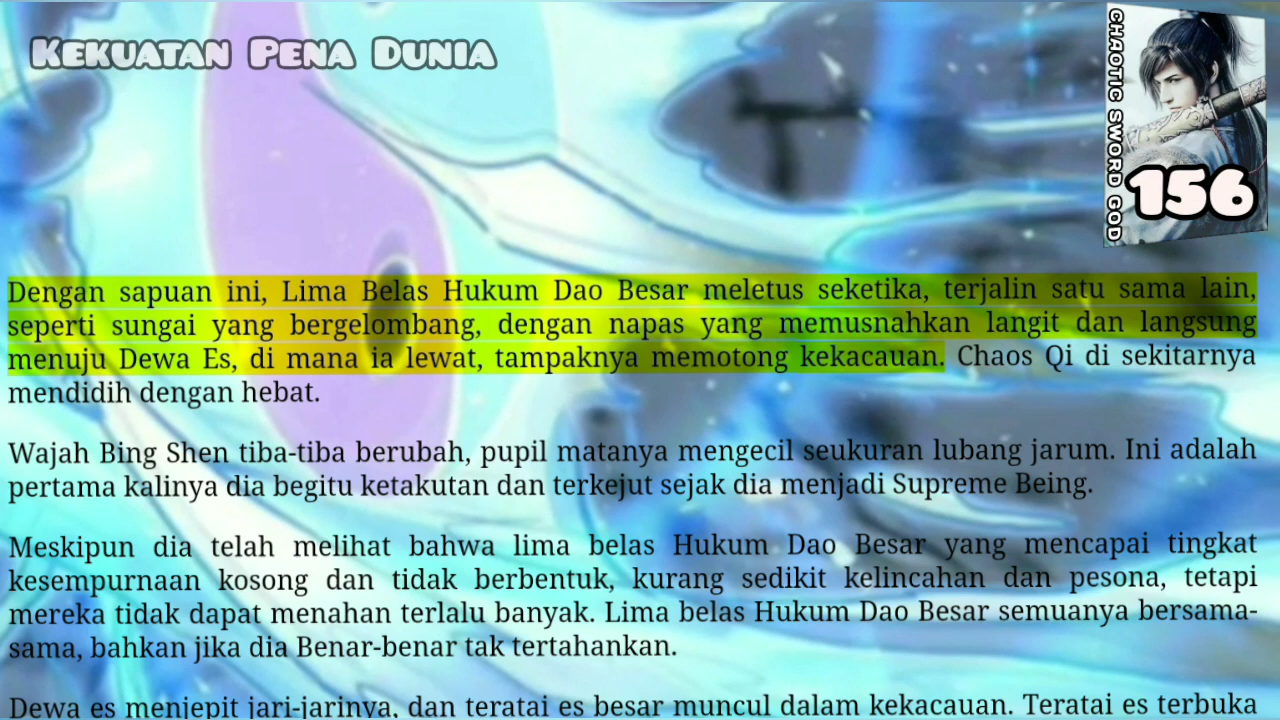 KEKUATAN PENA DUNIA
CHAOTIC SWORD GOD
156
Dengan sapuan ini, Lima Belas Hukum Dao Besar meletus seketika, terjalin satu sama lain,
seperti sungai yang bergelombang, dengan napas yang memusnahkan langit dan langsung
menuju Dewa Es, di mana ia lewat, tampaknya memotong kekacauan. Chaos Qi di sekitarnya
mendidih dengan hebat.
Wajah Bing Shen tiba-tiba berubah, pupil matanya mengecil seukuran lubang jarum. Ini adalah
pertama kalinya dia begitu ketakutan dan terkejut sejak dia menjadi Supreme Being.
Meskipun dia telah melihat bahwa lima belas Hukum Dao Besar yang mencapai tingkat
kesempurnaan kosong dan tidak berbentuk, kurang sedikit kelincahan dan pesona, tetapi
mereka tidak dapat menahan terlalu banyak. Lima belas Hukum Dao Besar semuanya bersama-
sama, bahkan jika dia Benar-benar tak tertahankan.
Dewa es menjepit jari-jarinya, dan teratai es besar muncul dalam kekacauan. Teratai es terbuka